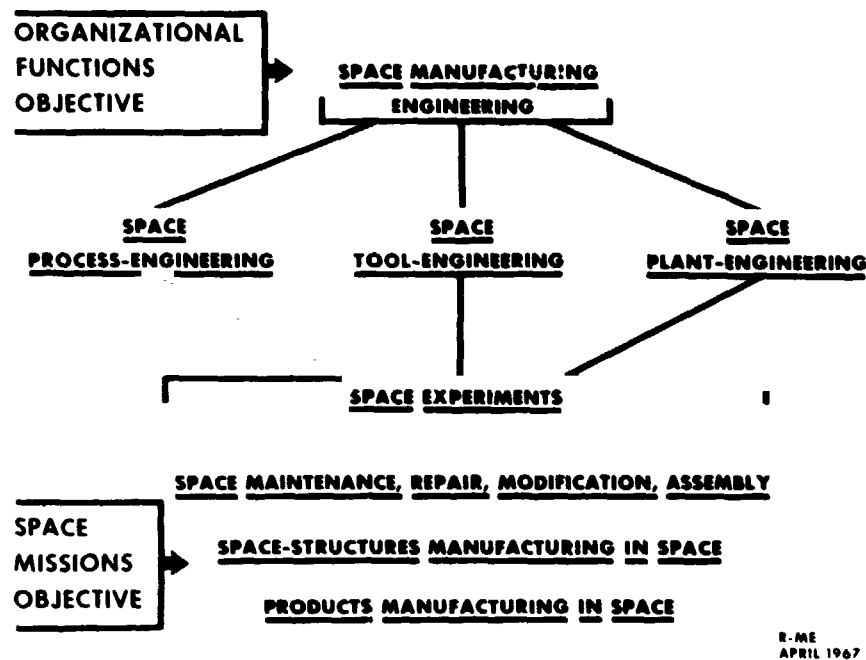 ORGANIZATIONAL
FUNCTIONS
OBJECTIVE
SPACE MANUFACTURING
ENGINEERING
SPACE
PROCESS-ENGINEERING
SPACE
TOOL-ENGINEERING
SPACE
PLANT-ENGINEERING
SPACE EXPERIMENTS
SPACE MAINTENANCE, REPAIR, MODIFICATION, ASSEMBLY
SPACE
MISSIONS
OBJECTIVE
SPACE-STRUCTURES MANUFACTURING IN SPACE
PRODUCTS MANUFACTURING IN SPACE
R-ME
APRIL 1967